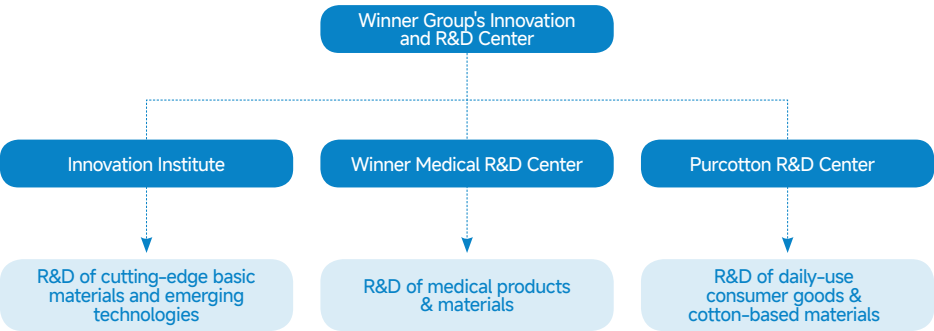 Winner Group's Innovation
and R&D Center
Innovation Institute
Winner Medical R&D Center
Purcotton R&D Center
R&D of cutting-edge basic
materials and emerging
technologies
R&D of medical products
& materials
R&D of daily-use
consumer goods &
cotton-based materials